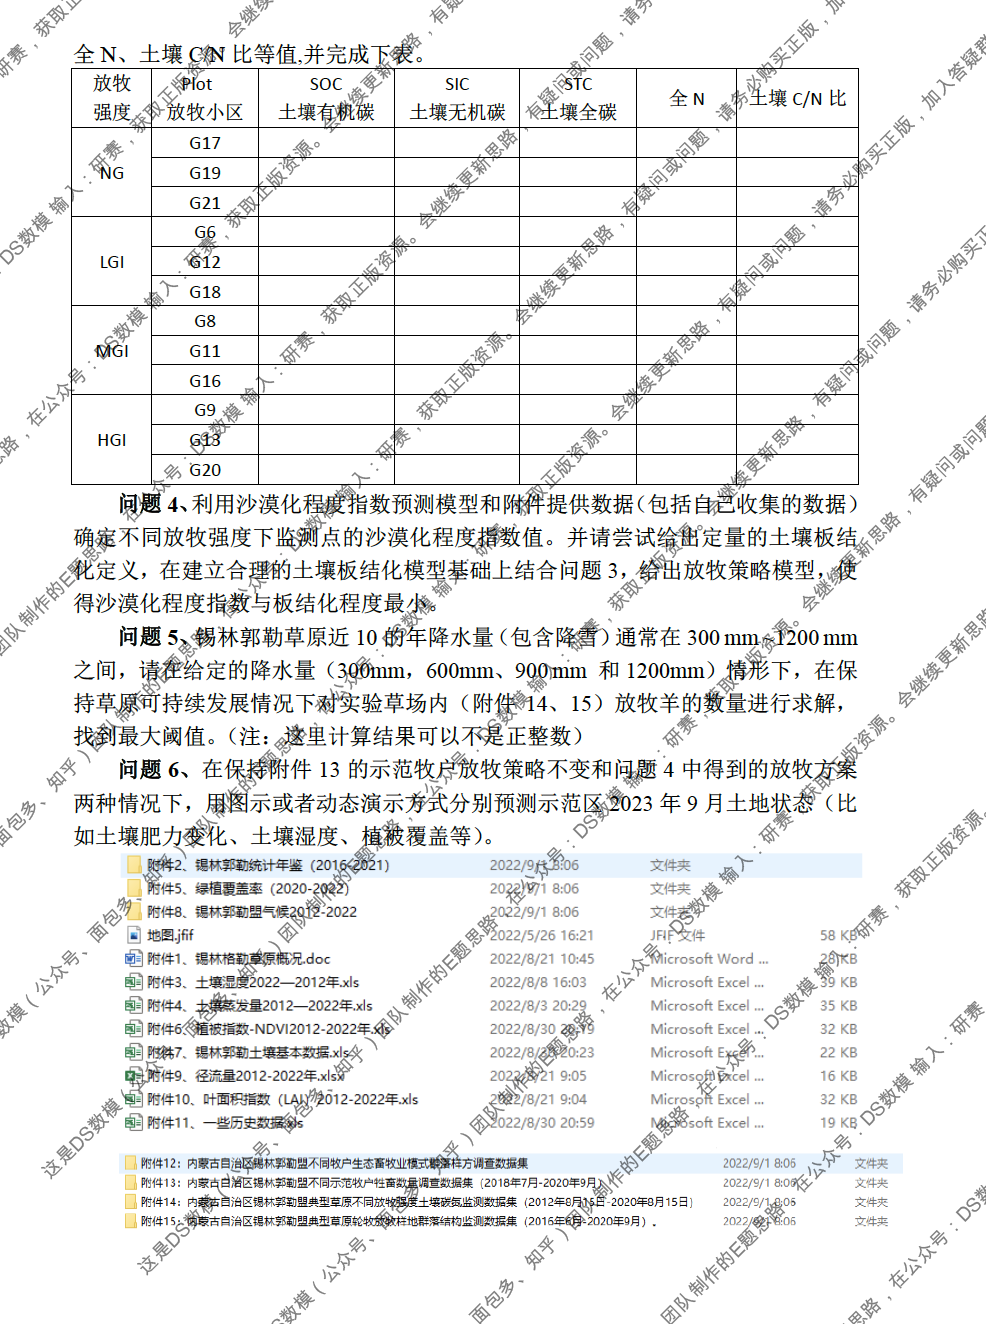 全 N、土壤 C/N 比等值,并完成下表。
放牧强度 Plot 放牧小区 SOC 土壤有机碳 SIC 土壤无机碳 STC 土壤全碳 全 N 土壤 C/N 比
NG G17
G19
G21
LGI G6
G12
G18
MGI G8
G11
G16
HGI G9
G13
G20
问题 4、利用沙漠化程度指数预测模型和附件提供数据（包括自己收集的数据）
确定不同放牧强度下监测点的沙漠化程度指数值。并请尝试给出定量的土壤板结
化定义，在建立合理的土壤板结化模型基础上结合问题 3，给出放牧策略模型，使
得沙漠化程度指数与板结化程度最小。
问题 5、锡林郭勒草原近 10 的年降水量（包含降雪）通常在 300 mm ~1200 mm
之间，请在给定的降水量（300mm，600mm、900 mm 和 1200mm）情形下，在保
持草原可持续发展情况下对实验草场内（附件 14、15）放牧羊的数量进行求解，
找到最大阈值。（注：这里计算结果可以不是正整数）
问题 6、在保持附件 13 的示范牧户放牧策略不变和问题 4 中得到的放牧方案
两种情况下，用图示或者动态演示方式分别预测示范区 2023 年 9 月土地状态（比
如土壤肥力变化、土壤湿度、植被覆盖等）。
附件2、锡林郭勒统计年鉴（2016-2021） 2022/9/1 8:06 文件夹
附件5、绿植覆盖率（2020-2022） 2022/9/1 8:06 文件夹
附件8、锡林郭勒盟气候2012-2022 2022/9/1 8:06 文件夹
地图.jfif 2022/5/26 16:21 JFIF 文件 58 KB
附件1、锡林格勒草原概况.doc 2022/8/21 10:45 Microsoft Word ... 28 KB
附件3、土壤湿度2022—2012年.xls 2022/8/8 16:03 Microsoft Excel ... 39 KB
附件4、土壤蒸发量2012—2022年.xls 2022/8/3 20:29 Microsoft Excel ... 35 KB
附件6、植被指数-NDVI2012-2022年.xls 2022/8/30 20:19 Microsoft Excel ... 32 KB
附件7、锡林郭勒土壤基本数据.xls 20:23 Microsoft Excel ... 22 KB
附件9、径流量2012-2022年.xlsx 2022/8/21 9:05 Microsoft Excel ... 16 KB
附件10、叶面积指数（LAI）2012-2022年.xls 2022/8/21 9:04 Microsoft Excel ... 32 KB
附件11、一些历史数据.xls 2022/8/30 20:59 Microsoft Excel ... 19 KB
附件12：内蒙古自治区锡林郭勒盟不同牧户生态畜牧业模式群落样方调查数据集 2022/9/1 8:06 文件夹
附件13：内蒙古自治区锡林郭勒盟不同示范牧户牲畜数量调查数据集（2018年7月-2020年9月） 2022/9/1 8:06 文件夹
附件14：内蒙古自治区锡林郭勒盟典型草原不同放牧强度土壤碳氮监测数据集（2012年8月15日-2020年8月15日） 2022/9/1 8:06 文件夹
附件15：内蒙古自治区锡林郭勒盟典型草原轮牧放牧样地群落结构监测数据集（2016年6月-2020年9月）。 2022/9/1 8:06 文件夹